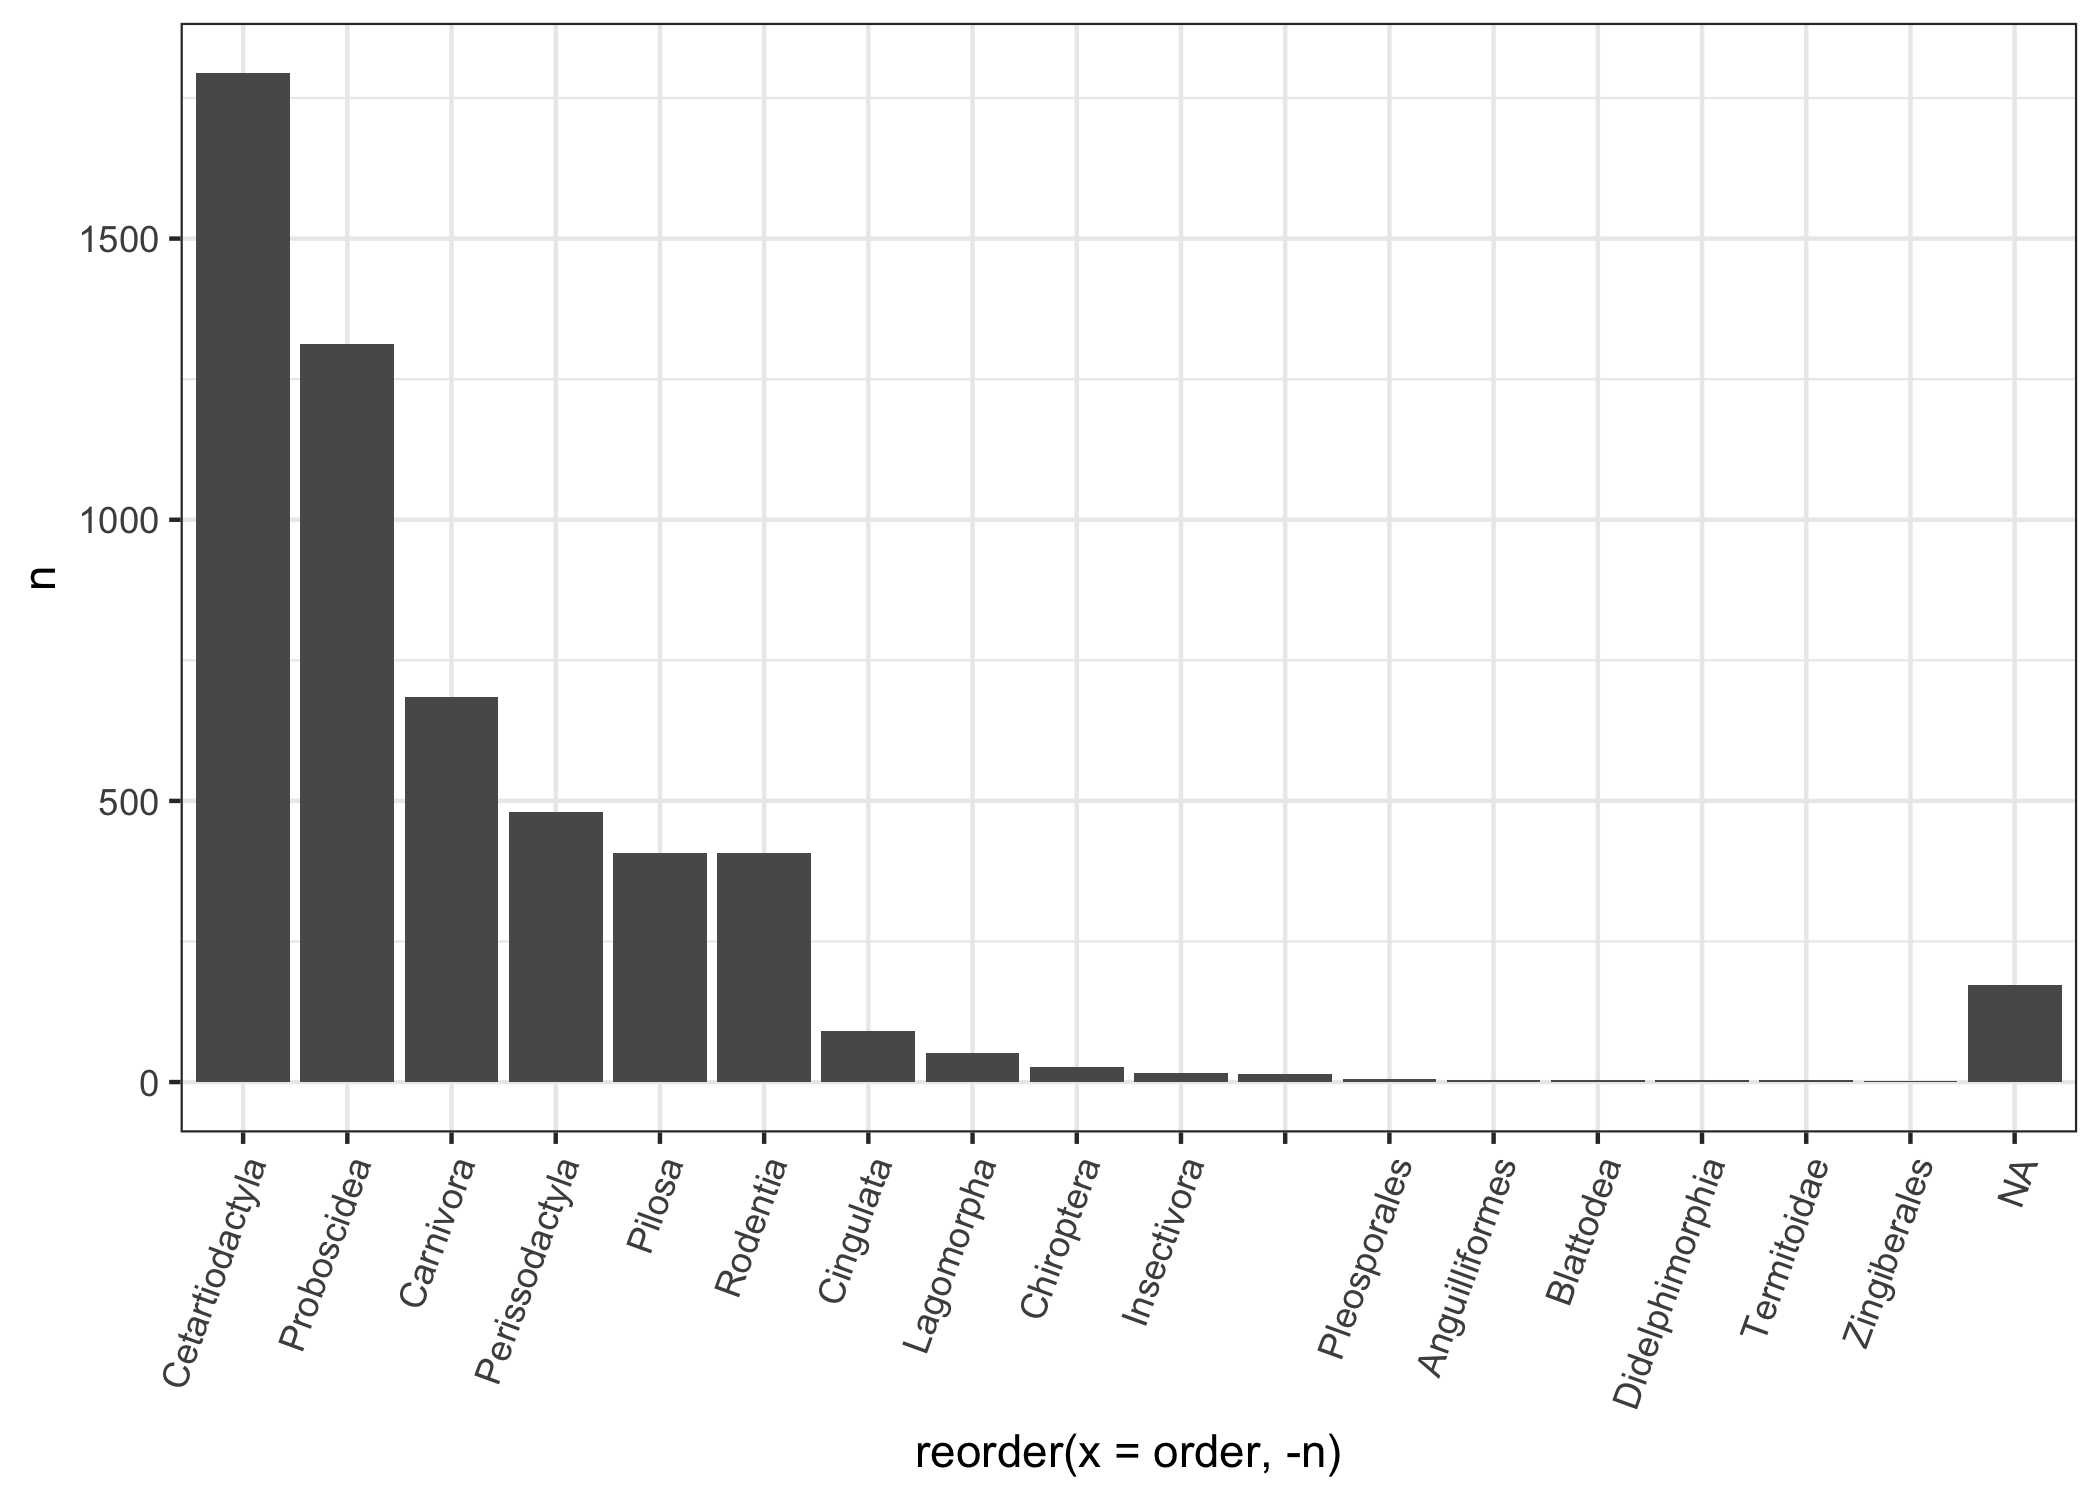 n
1500
1000
500
0
Cetartiodactyla
Proboscidea
Carnivora
Perissodactyla
Pilosa
Rodentia
Cingulata
Lagomorpha
Chiroptera
Insectivora
Pleosporales
Anguilliformes
Blattodea
Didelphimorphia
Termitoidae
Zingiberales
NA
reorder(x = order, -n)